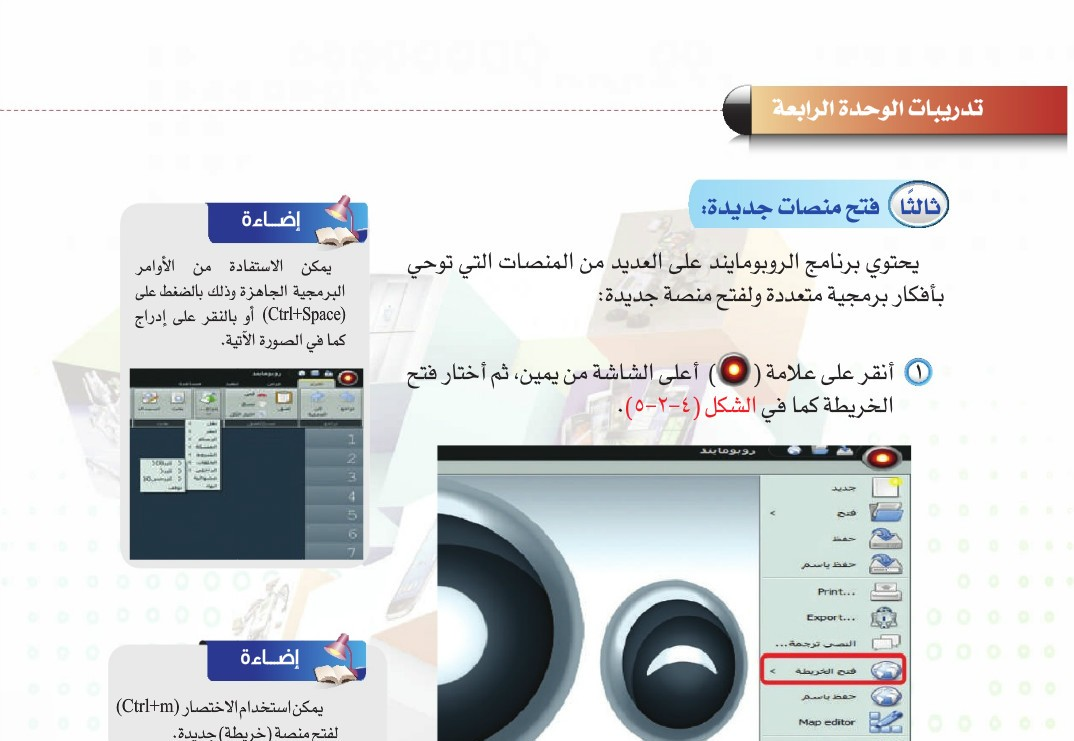 تدريبات الوحدة الرابعة
ثالثًا فتح منصات جديدة:
يحتوي برنامج الروبومايند على العديد من المنصات التي توحي
بأفكار برمجية متعددة ولفتح منصة جديدة:
١ أنقر على علامة ( ) أعلى الشاشة من يمين، ثم أختار فتح
الخريطة كما في الشكل (٤-٢-٥).
روبومايند
جديد
فتح
حفظ
حفظ باسم
Print...
Export...
النصي ترجمة...
فتح الخريطة
حفظ باسم
Map editor
إضــاءة
يمكن الاستفادة من الأوامر
البرمجية الجاهزة وذلك بالضغط على
(Ctrl+Space) أو بالنقر على إدراج
كما في الصورة الآتية.
روبومايند
1
2
3
4
5
6
7
إضــاءة
يمكن استخدام الاختصار (Ctrl+m)
لفتح منصة (خريطة) جديدة.